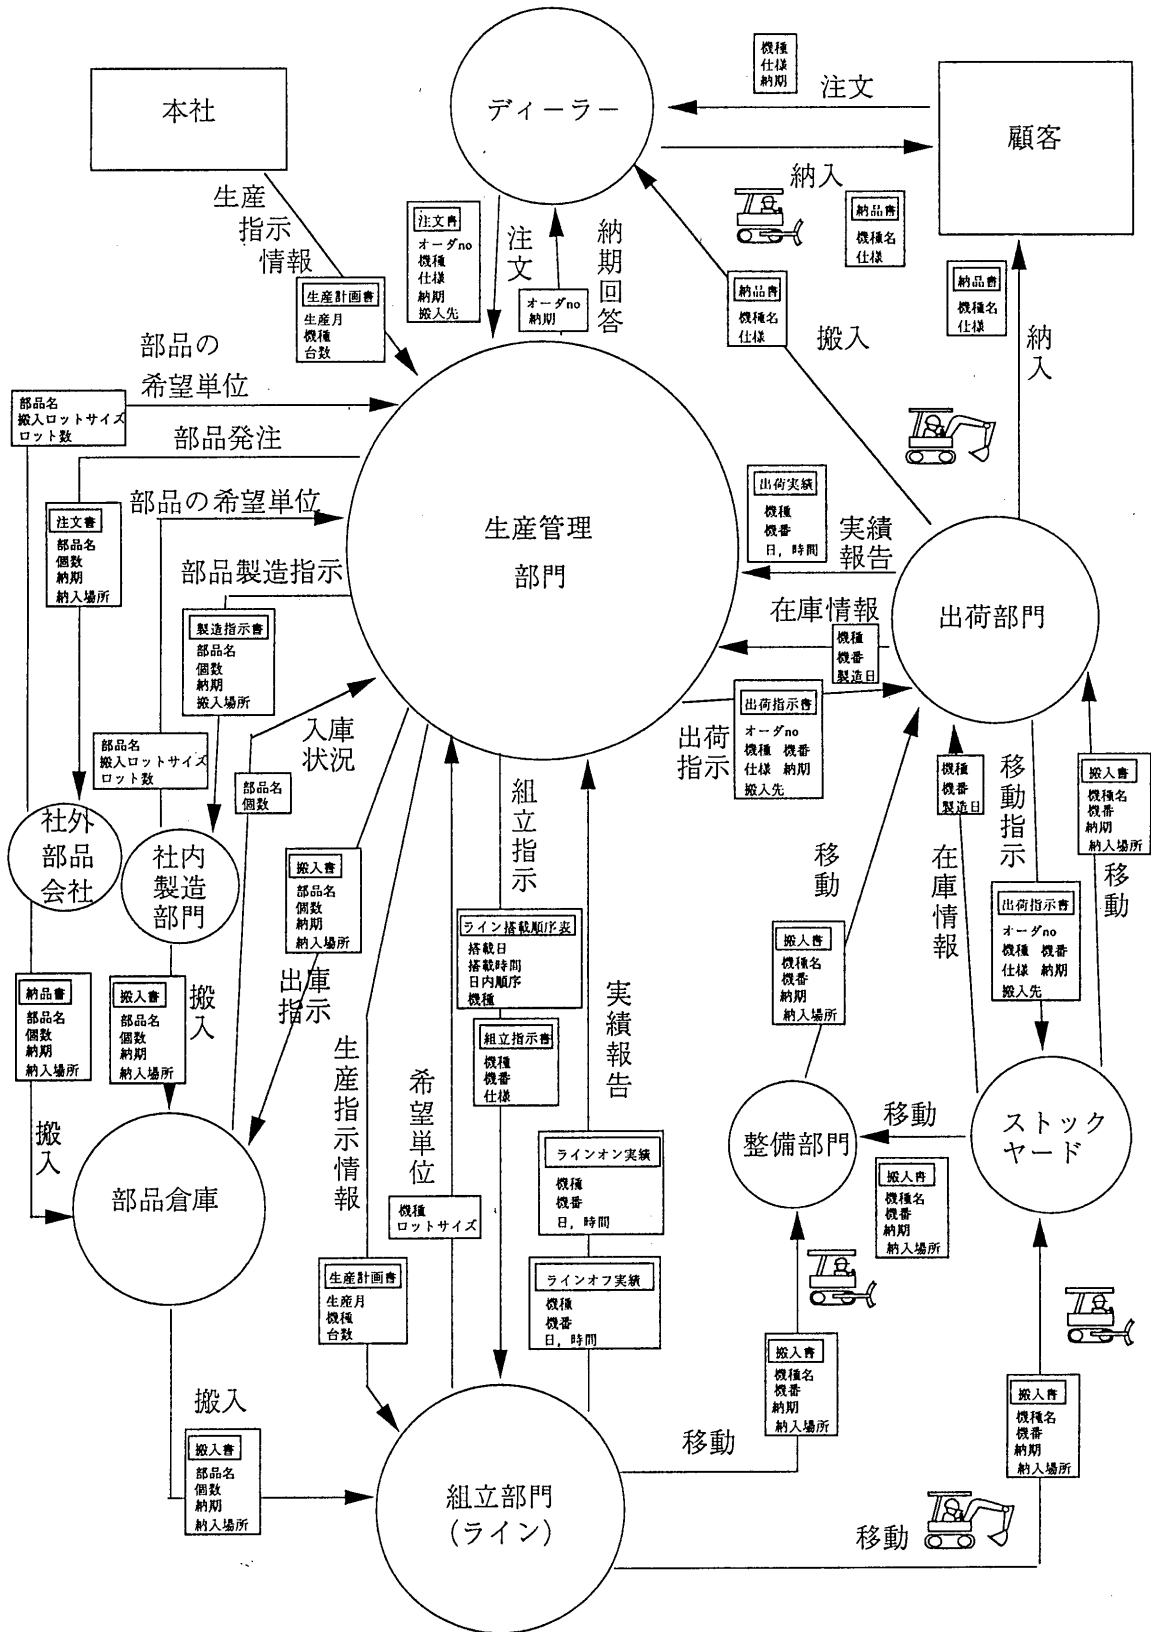 本社
ディーラー
機種
仕様
納期
注文
顧客
納入
納品書
機種名
仕様
納品書
機種名
仕様
納入
生産
指示
情報
生産計画書
生産月
機種
台数
注文書
オーダno
機種
仕様
納期
搬入先
注文
オーダno
納期
納期回答
納品書
機種名
仕様
搬入
部品の
希望単位
部品名
搬入ロットサイズ
ロット数
部品発注
注文書
部品名
個数
納期
納入場所
部品の希望単位
部品製造指示
製造指示書
部品名
個数
納期
搬入場所
部品名
搬入ロットサイズ
ロット数
生産管理
部門
出荷実績
機種
機番
日,時間
実績
報告
在庫情報
機種
機番
製造日
出荷部門
出荷
指示
出荷指示書
オーダno
機種 機番
仕様 納期
搬入先
入庫
状況
部品名
個数
社外
部品
会社
社内
製造
部門
搬入書
部品名
個数
納期
納入場所
出庫
指示
組立指示
ライン搭載順序表
搭載日
搭載時間
日内順序
機種
組立指示書
機種
機番
仕様
実績報告
ラインオン実績
機種
機番
日,時間
ラインオフ実績
機種
機番
日,時間
移動
搬入書
機種名
機番
納期
納入場所
機種
機番
製造日
在庫情報
移動指示
出荷指示書
オーダno
機種 機番
仕様 納期
搬入先
搬入書
機種名
機番
納期
納入場所
移動
納品書
部品名
個数
納期
納入場所
搬入
搬入書
部品名
個数
納期
納入場所
搬入
部品倉庫
生産指示情報
生産計画書
生産月
機種
台数
希望単位
機種
ロットサイズ
整備部門
移動
搬入書
機種名
機番
納期
納入場所
ストック
ヤード
搬入
搬入書
部品名
個数
納期
納入場所
組立部門
(ライン)
移動
搬入書
機種名
機番
納期
納入場所
移動
搬入書
機種名
機番
納期
納入場所